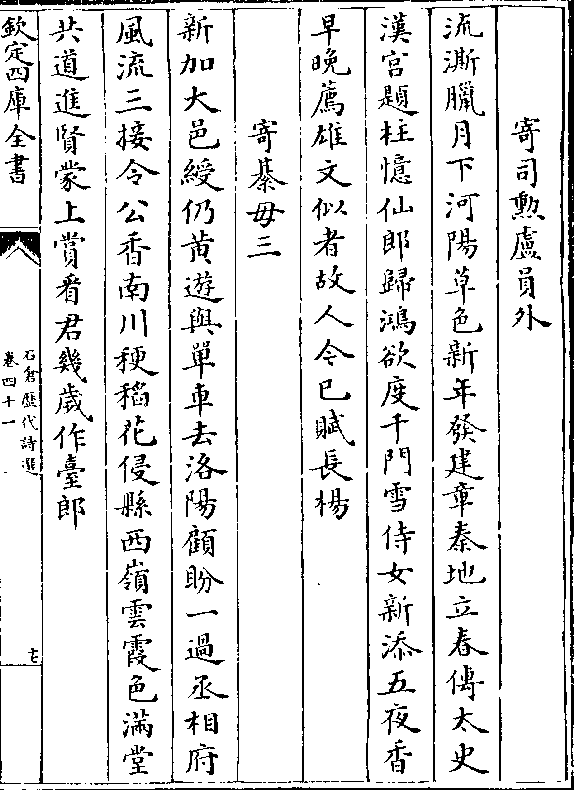 寄司勲盧員外
流澌臘月下河陽草色新年發建章秦地立春傳太史
漢宮題柱憶仙郎歸鴻欲度千門雪侍女新添五夜香
早晚薦雄文似者故人今已賦長楊
寄綦毋三
新加大邑綬仍黄遊與單車去洛陽顧盼一過丞相府
風流三接令公香南川稉稻花侵縣西嶺雲霞色滿堂
共道進賢蒙上賞看君幾歲作臺郎
欽定四庫全書
石倉歷代詩選
卷四十一
十七